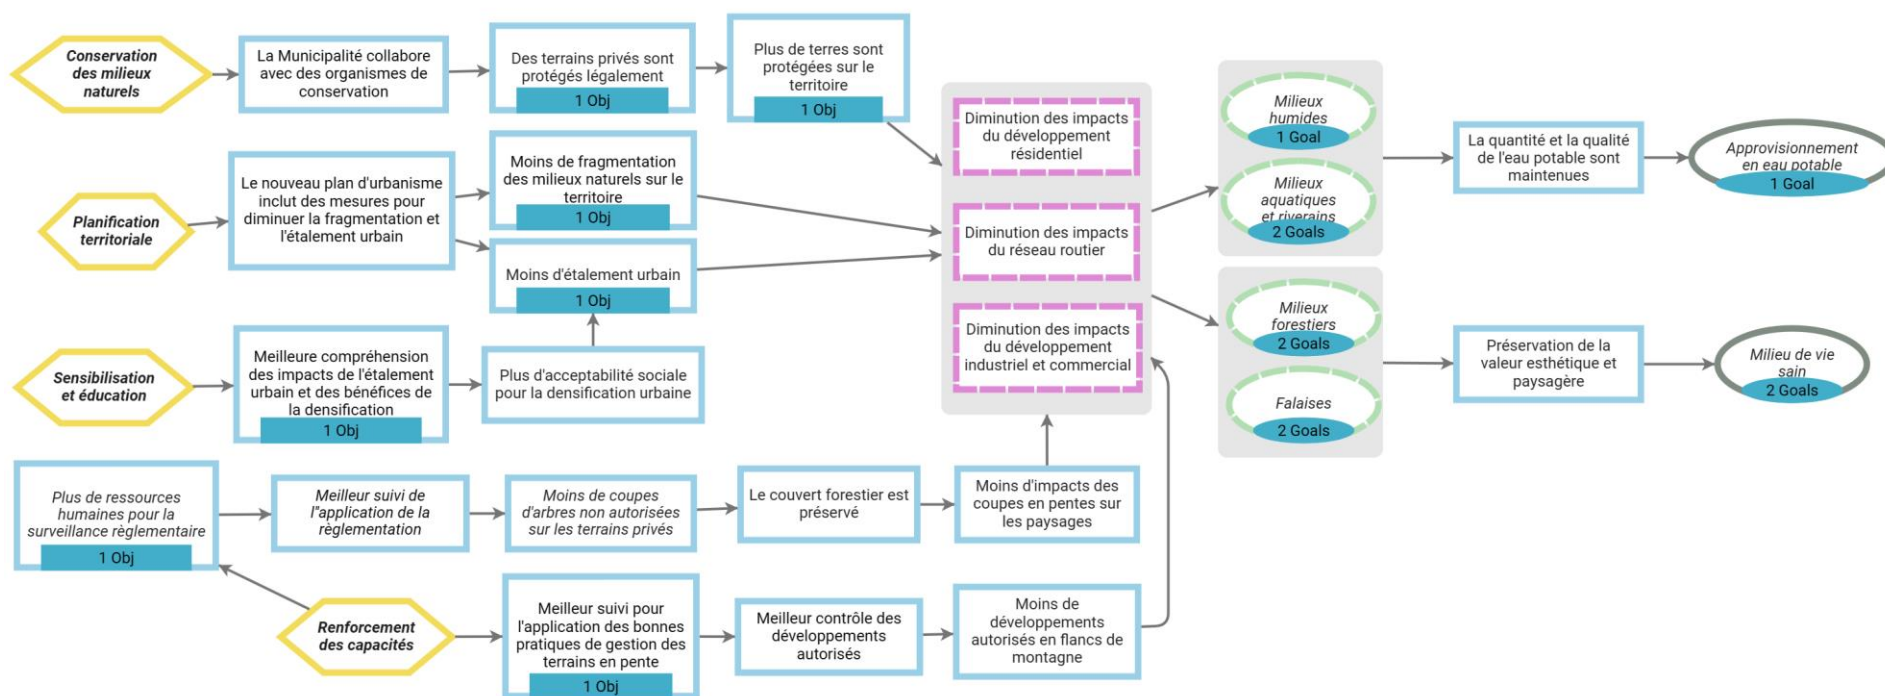 Conservation
des milieux
naturels
La Municipalité collabore
avec des organismes de
conservation
Des terrains privés sont
protégés légalement
1 Obj
Plus de terres sont
protégées sur le
territoire
1 Obj
Planification
territoriale
Le nouveau plan d'urbanisme
inclut des mesures pour
diminuer la fragmentation et
l'étalement urbain
Moins de fragmentation
des milieux naturels sur le
territoire
1 Obj
Moins d'étalement urbain
1 Obj
Sensibilisation
et éducation
Meilleure compréhension
des impacts de l'étalement
urbain et des bénéfices de
la densification
1 Obj
Plus d'acceptabilité sociale
pour la densification urbaine
Plus de ressources
humaines pour la
surveillance règlementaire
1 Obj
Meilleur suivi de
l"application de la
règlementation
Moins de coupes
d'arbres non autorisées
sur les terrains privés
Le couvert forestier est
préservé
Moins d'impacts des
coupes en pentes sur
les paysages
Renforcement
des capacités
Meilleur suivi pour
l'application des bonnes
pratiques de gestion des
terrains en pente
1 Obj
Meilleur contrôle des
développements
autorisés
Moins de
développements
autorisés en flancs de
montagne
Diminution des impacts
du développement
résidentiel
Diminution des impacts
du réseau routier
Diminution des impacts
du développement
industriel et commercial
Milieux
humides
1 Goal
Milieux
aquatiques
et riverains
2 Goals
Milieux
forestiers
2 Goals
Falaises
2 Goals
La quantité et la qualité
de l'eau potable sont
maintenues
Approvisionnement
en eau potable
1 Goal
Préservation de la
valeur esthétique et
paysagère
Milieu de vie
sain
2 Goals